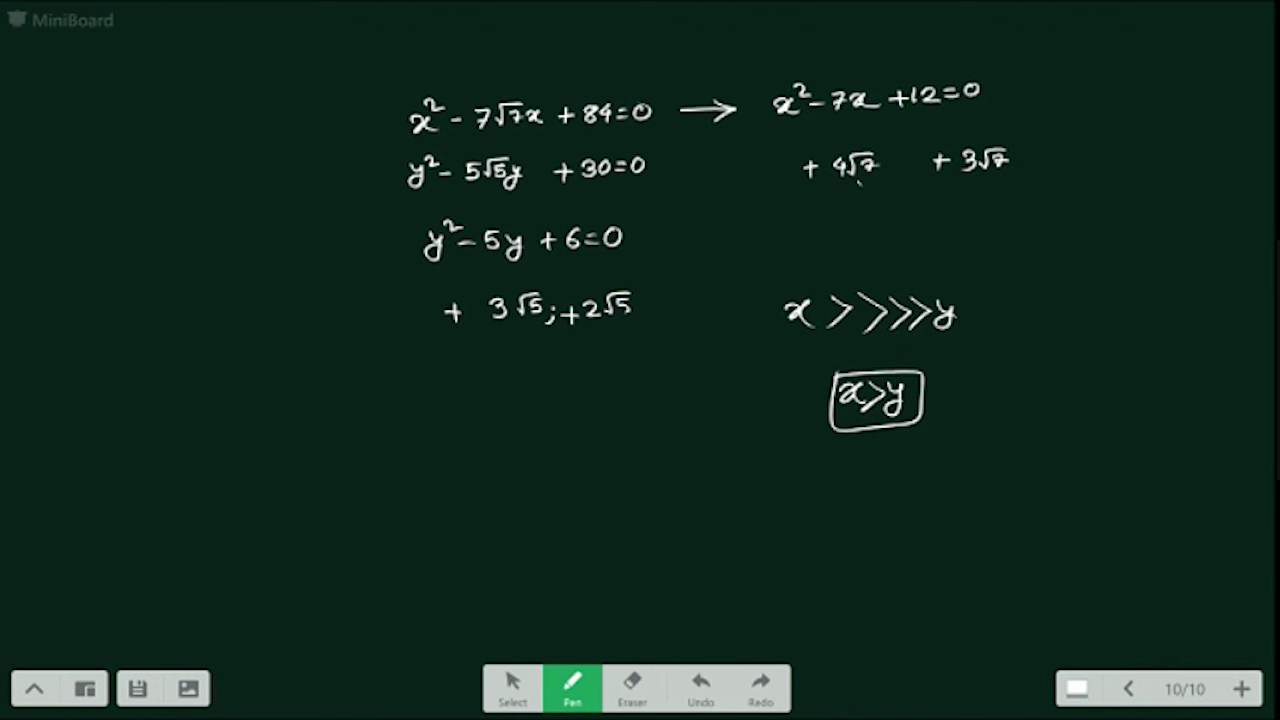 MiniBoard
x² - 7√7x + 84=0 → x² - 7x + 12=0
y² - 5√5y + 30=0 + 4√7 + 3√7
y² - 5y + 6=0
+ 3√5; +2√5 x > > > > y
x>y
Select Pen Eraser Undo Redo 10/10